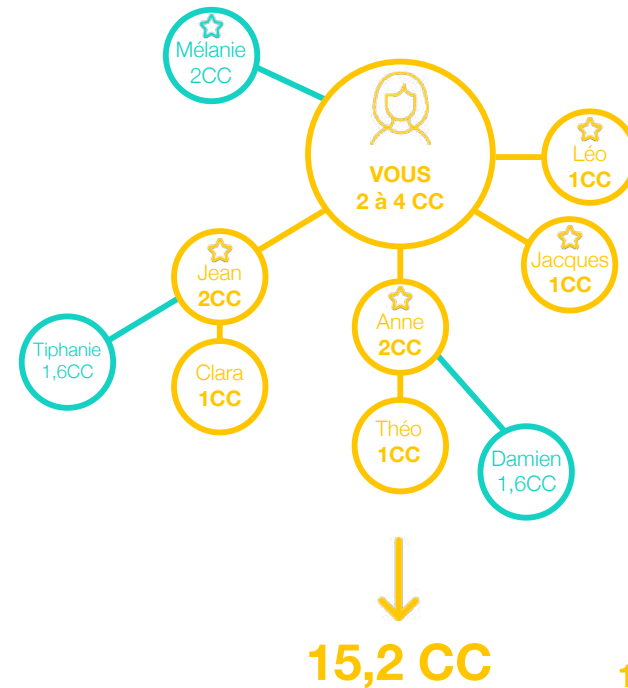 Mélanie
2CC
VOUS
2 à 4 CC
Léo
1CC
Jacques
1CC
Jean
2CC
Anne
2CC
Tiphanie
1,6CC
Clara
1CC
Théo
1CC
Damien
1,6CC
15,2 CC